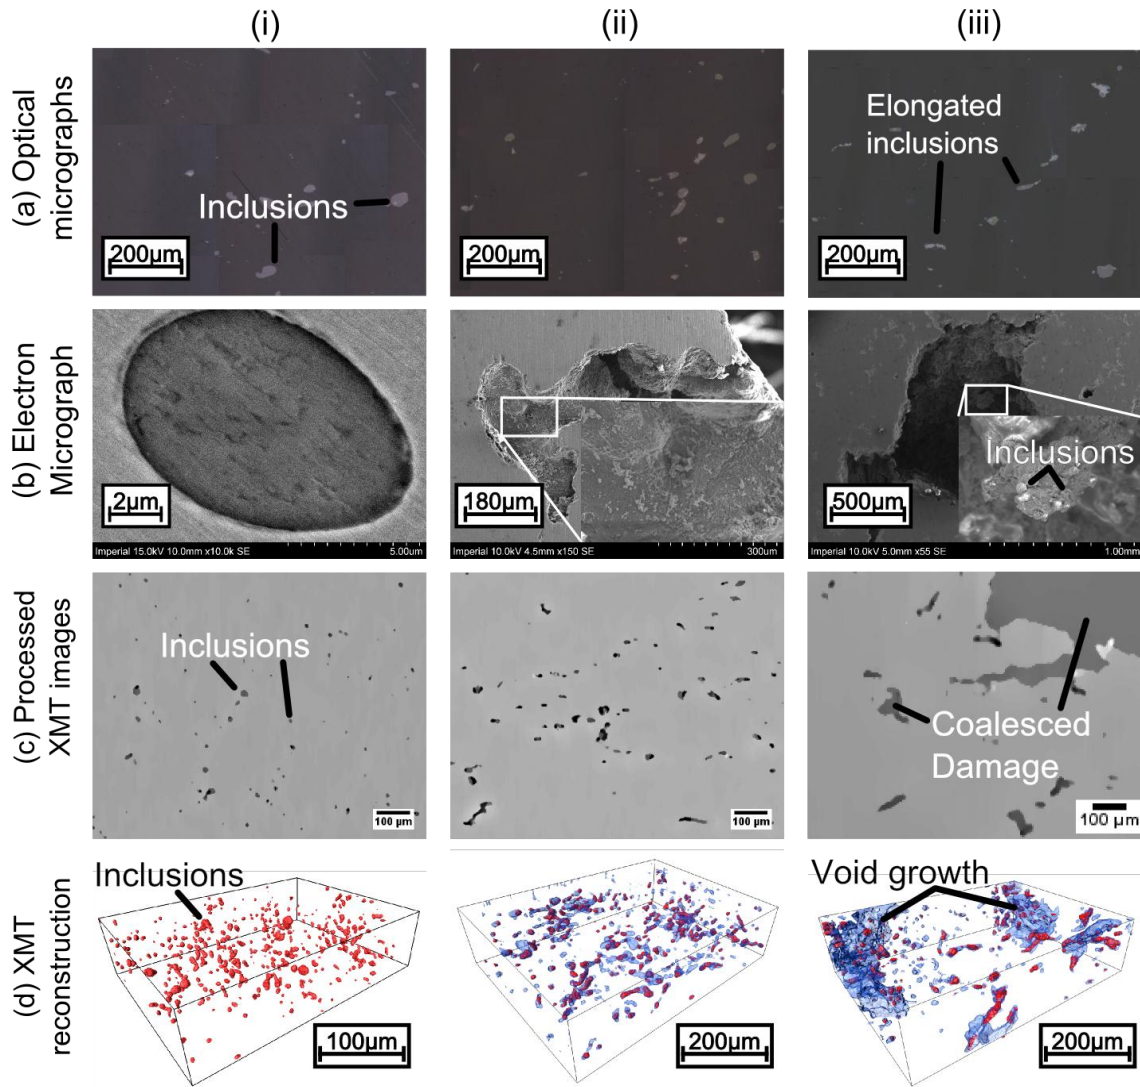 (i)
(ii)
(iii)
(a) Optical
micrographs
Inclusions
200µm
200µm
Elongated
inclusions
200µm
(b) Electron
Micrograph
2µm
Imperial 15.0kV 10.0mm x10.0k SE
5.00um
180µm
Imperial 10.0kV 4.5mm x150 SE
300um
Inclusions
500µm
Imperial 10.0kV 5.0mm x55 SE
1.00mm
(c) Processed
XMT images
Inclusions
100 µm
100 µm
Coalesced
Damage
100 µm
(d) XMT
reconstruction
Inclusions
100µm
200µm
Void growth
200µm